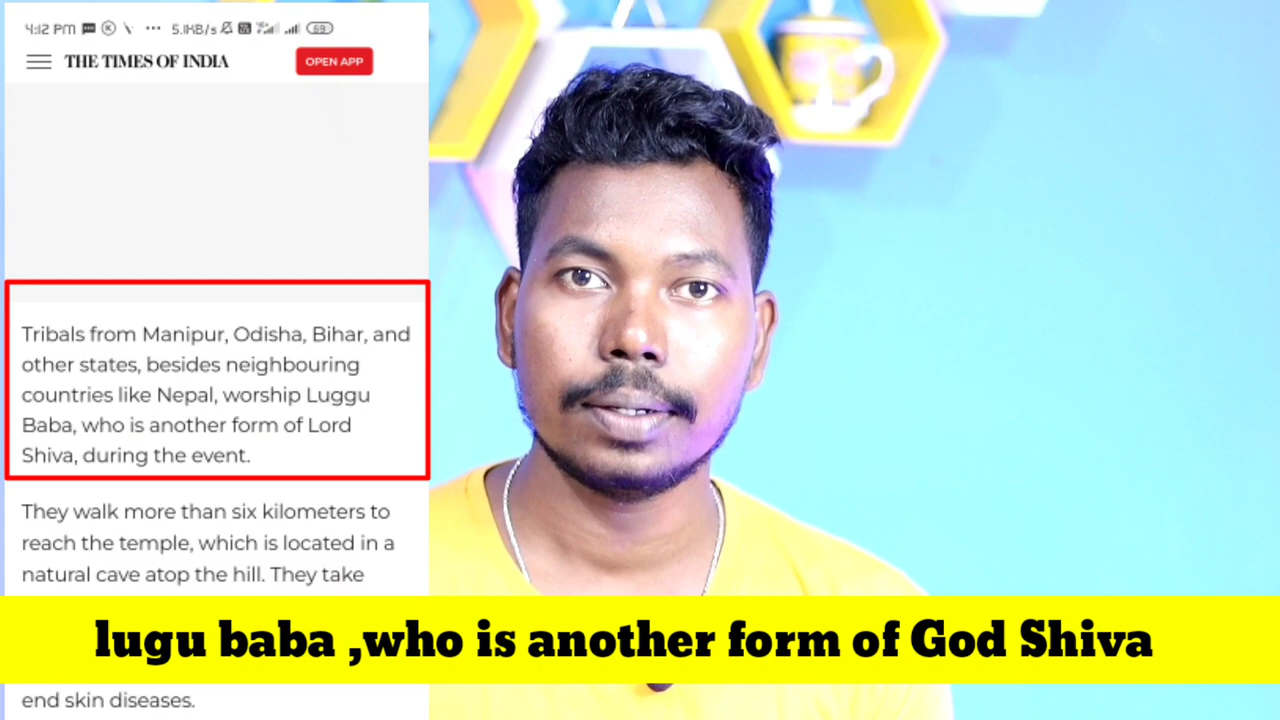 4:12 PM ... 5.1KB/s 69
THE TIMES OF INDIA
OPEN APP
Tribals from Manipur, Odisha, Bihar, and
other states, besides neighbouring
countries like Nepal, worship Luggu
Baba, who is another form of Lord
Shiva, during the event.
They walk more than six kilometers to
reach the temple, which is located in a
natural cave atop the hill. They take
lugu baba ,who is another form of God Shiva
end skin diseases.